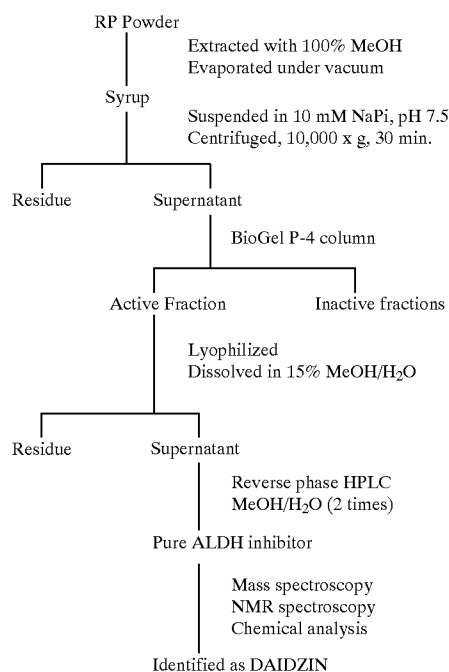 RP Powder
Extracted with 100% MeOH
Evaporated under vacuum
Syrup
Suspended in 10 mM NaPi, pH 7.5
Centrifuged, 10,000 x g, 30 min.
Residue
Supernatant
BioGel P-4 column
Active Fraction
Inactive fractions
Lyophilized
Dissolved in 15% MeOH/H₂O
Residue
Supernatant
Reverse phase HPLC
MeOH/H₂O (2 times)
Pure ALDH inhibitor
Mass spectroscopy
NMR spectroscopy
Chemical analysis
Identified as DAIDZIN